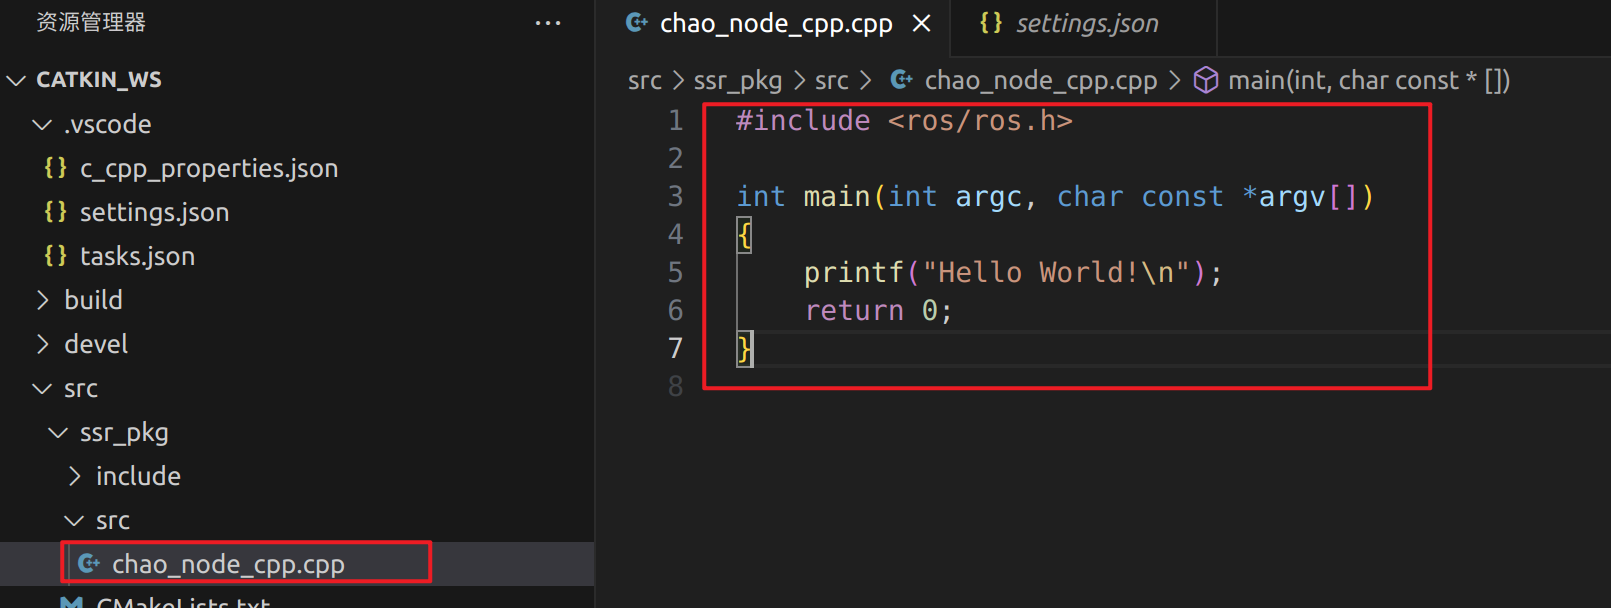 资源管理器 ···
CATKIN_WS
.vscode
{} c_cpp_properties.json
{} settings.json
{} tasks.json
build
devel
src
ssr_pkg
include
src
chao_node_cpp.cpp
CMakeLists.txt
chao_node_cpp.cpp × {} settings.json
src > ssr_pkg > src > chao_node_cpp.cpp > main(int, char const * [])
1 #include <ros/ros.h>
2
3 int main(int argc, char const *argv[])
4 {
5     printf("Hello World!\n");
6     return 0;
7 }
8